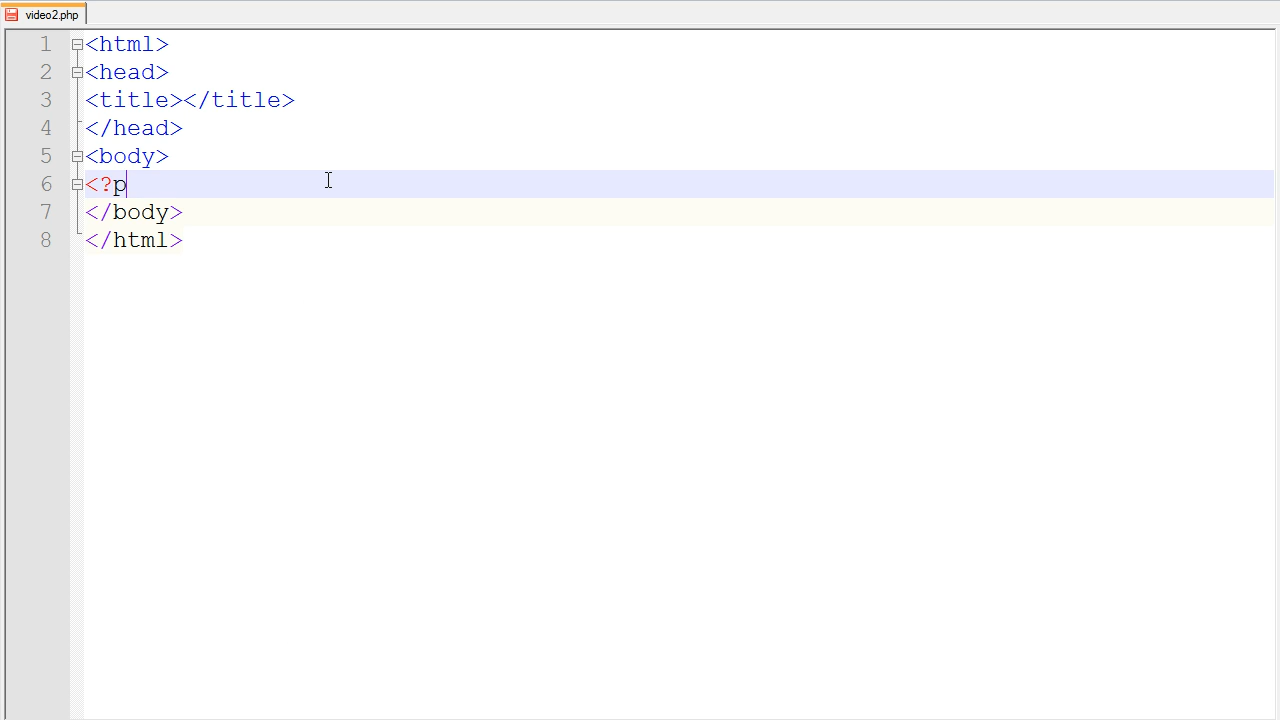 video2.php
1 <html>
2 <head>
3 <title></title>
4 </head>
5 <body>
6 <?p
7 </body>
8 </html>